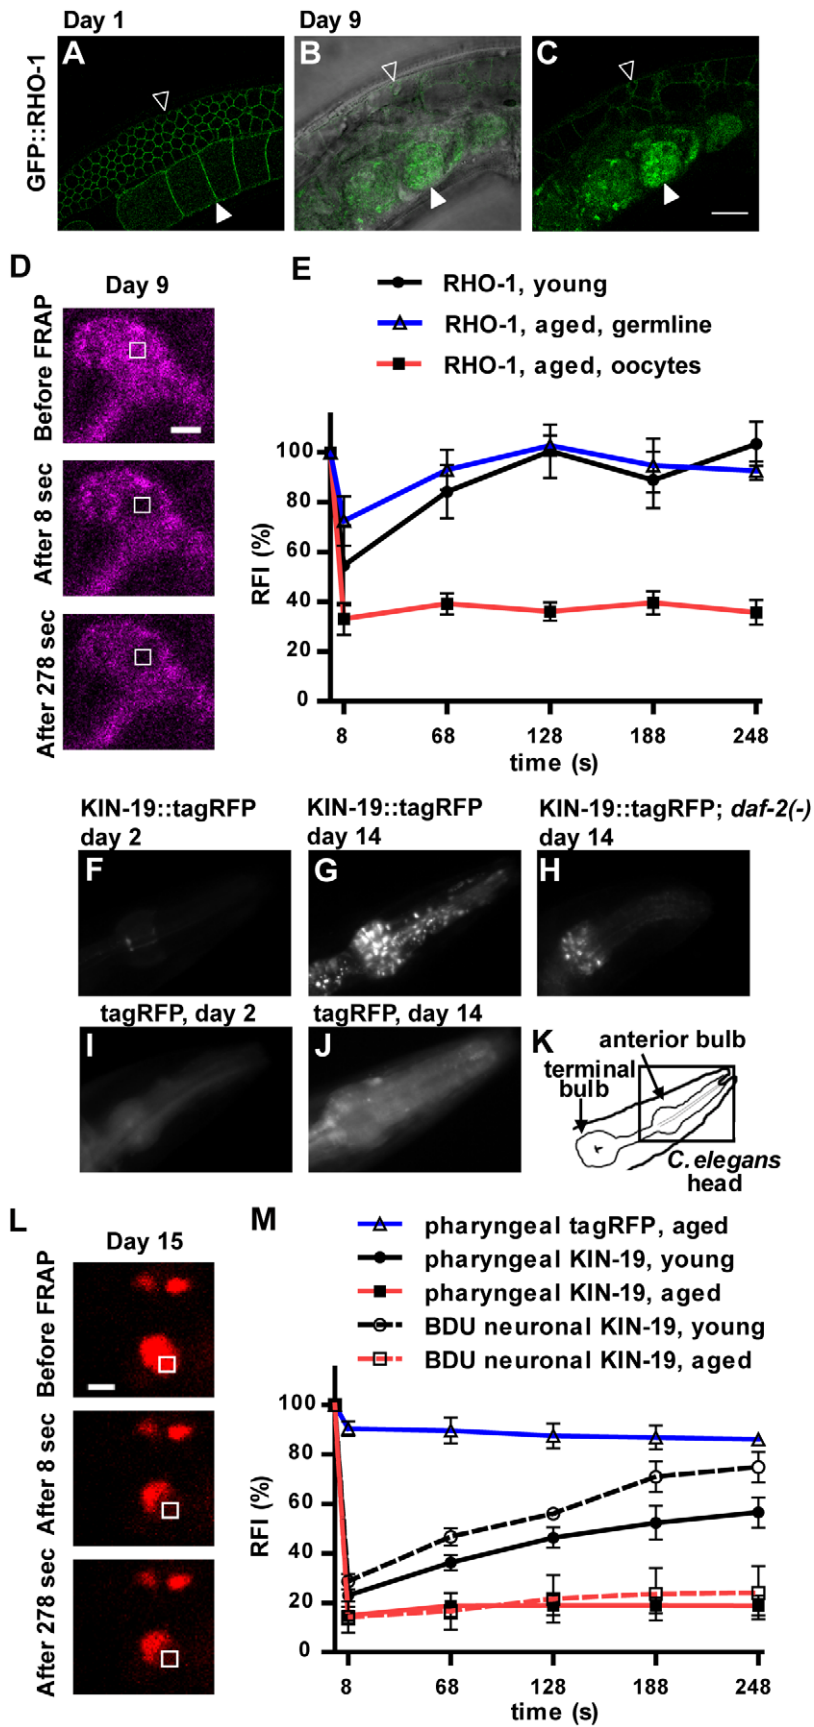 Day 1
Day 9
GFP::RHO-1
A
B
C
D
Day 9
Before FRAP
After 8 sec
After 278 sec
E
RHO-1, young
RHO-1, aged, germline
RHO-1, aged, oocytes
RFI (%)
100
80
60
40
20
0
8
68
128
188
248
time (s)
KIN-19::tagRFP
day 2
KIN-19::tagRFP
day 14
KIN-19::tagRFP; daf-2(-)
day 14
F
G
H
tagRFP, day 2
tagRFP, day 14
I
J
K
anterior bulb
terminal
bulb
C. elegans
head
L
Day 15
Before FRAP
After 8 sec
After 278 sec
M
pharyngeal tagRFP, aged
pharyngeal KIN-19, young
pharyngeal KIN-19, aged
BDU neuronal KIN-19, young
BDU neuronal KIN-19, aged
RFI (%)
100
80
60
40
20
0
8
68
128
188
248
time (s)